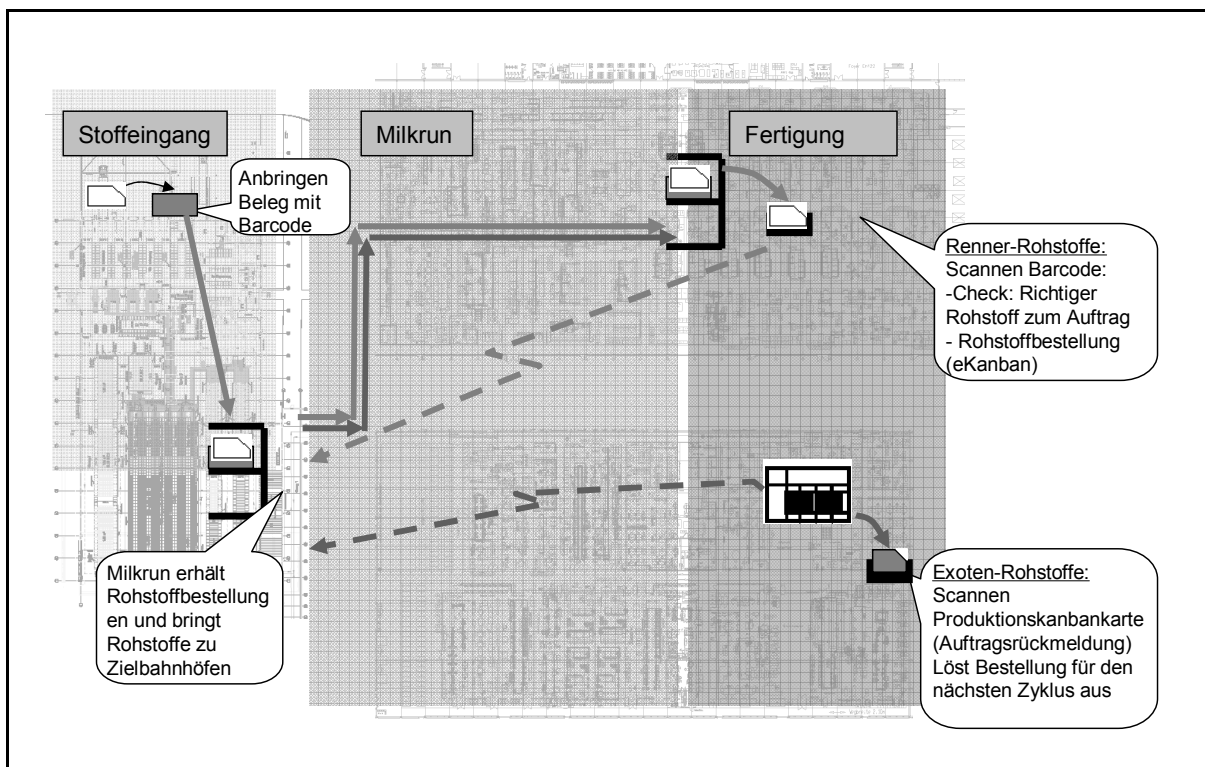 Stoffeingang
Milkrun
Fertigung
Anbringen
Beleg mit
Barcode
Renner-Rohstoffe:
Scannen Barcode:
-Check: Richtiger
Rohstoff zum Auftrag
- Rohstoffbestellung
(eKanban)
Milkrun erhält
Rohstoffbestellung
en und bringt
Rohstoffe zu
Zielbahnhöfen
Exoten-Rohstoffe:
Scannen
Produktionskanbankarte
(Auftragsrückmeldung)
Löst Bestellung für den
nächsten Zyklus aus